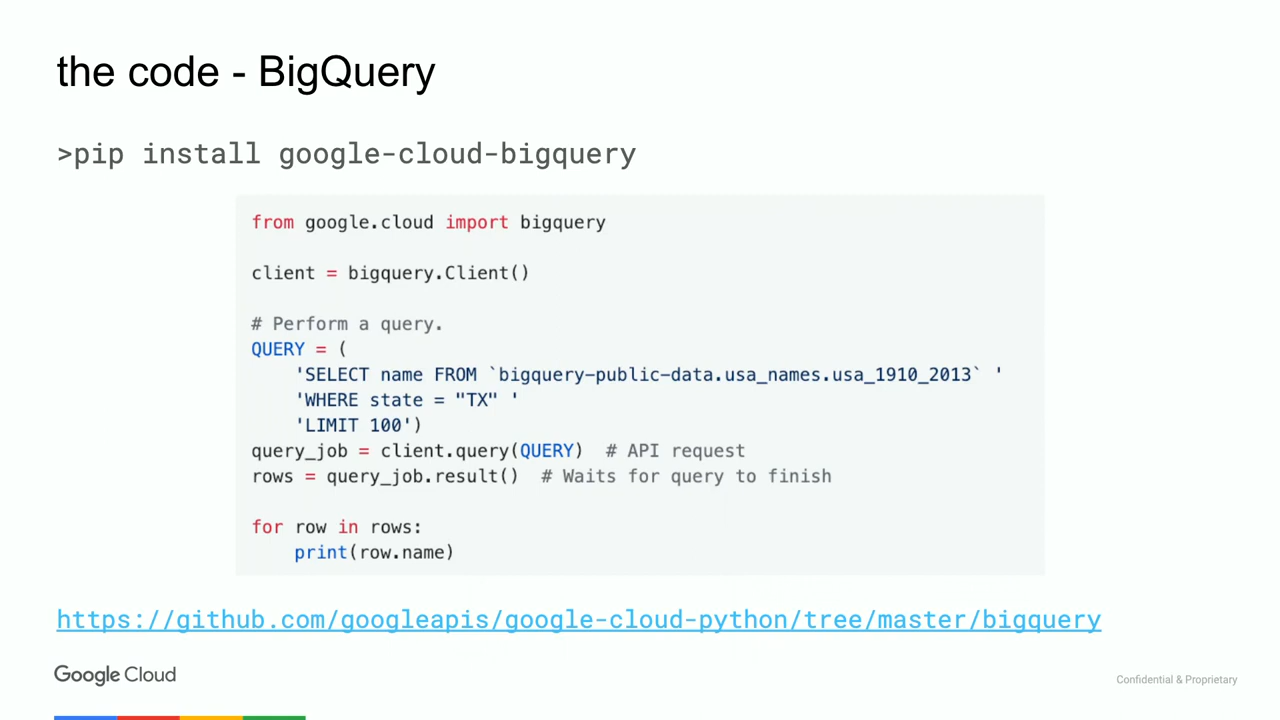 the code - BigQuery
>pip install google-cloud-bigquery
from google.cloud import bigquery
client = bigquery.Client()
# Perform a query.
QUERY = (
    'SELECT name FROM `bigquery-public-data.usa_names.usa_1910_2013` '
    'WHERE state = "TX" '
    'LIMIT 100')
query_job = client.query(QUERY)  # API request
rows = query_job.result()  # Waits for query to finish
for row in rows:
    print(row.name)
https://github.com/googleapis/google-cloud-python/tree/master/bigquery
Google Cloud
Confidential & Proprietary